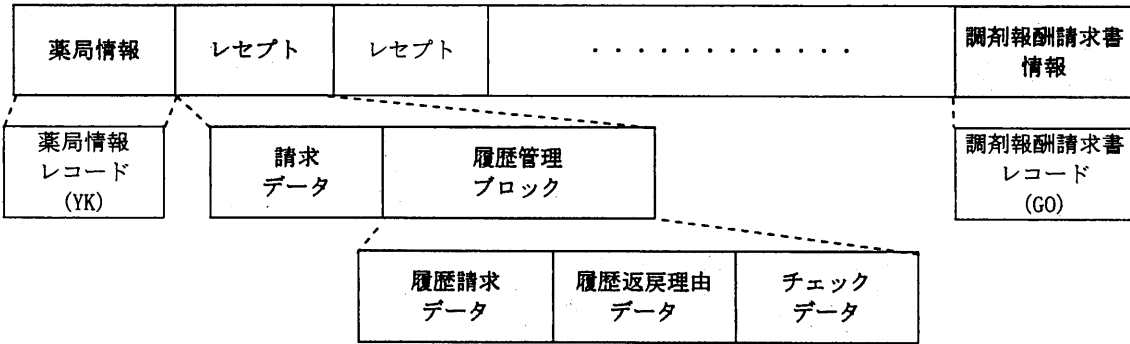 薬局情報
レセプト
レセプト
・・・・・・・・・・・・・
調剤報酬請求書
情報
薬局情報
レコード
(YK)
請求
データ
履歴管理
ブロック
調剤報酬請求書
レコード
(GO)
履歴請求
データ
履歴返戻理由
データ
チェック
データ